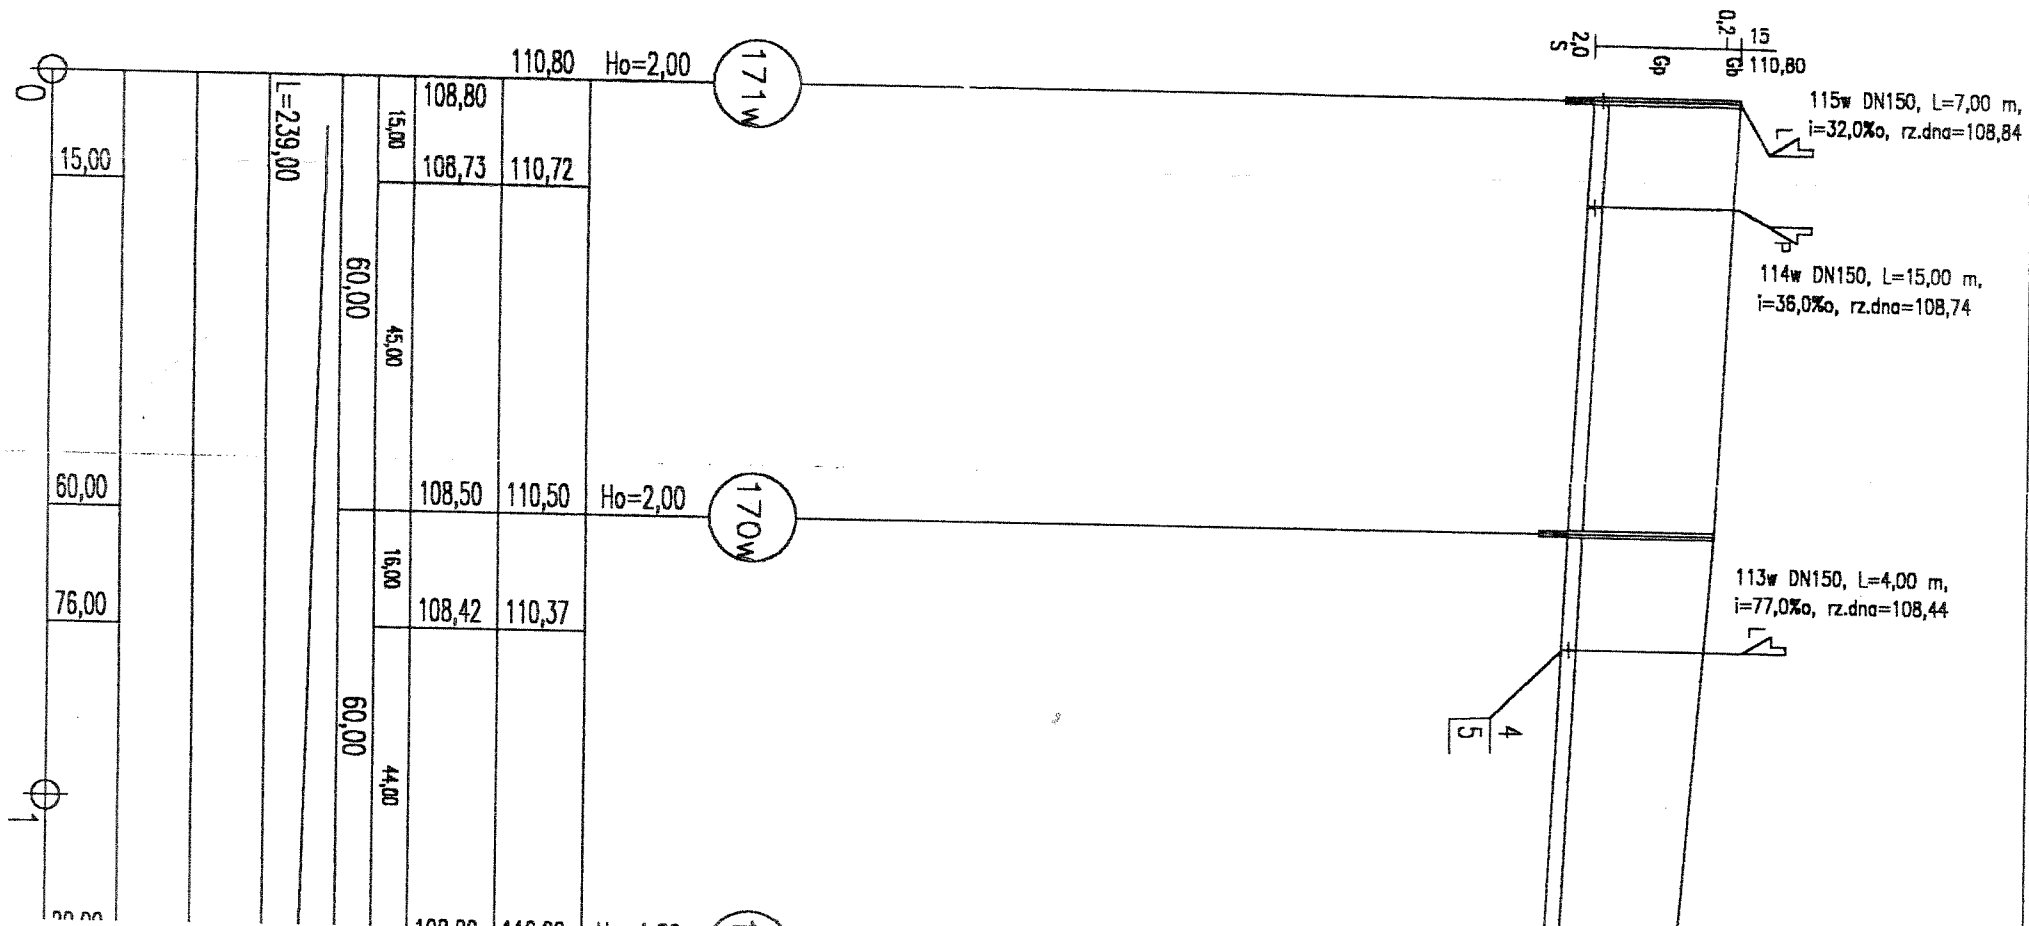 110,80 Ho=2,00
171w
0
L=239,00
15,00
108,80
15,00
108,73 110,72
60,00
45,00
60,00
108,50 110,50 Ho=2,00
170w
16,00
76,00
108,42 110,37
60,00
44,00
1
2,0
S
Gp
0,2
Gb
15
110,80
115w DN150, L=7,00 m,
i=32,0%o, rz.dna=108,84
L
P
114w DN150, L=15,00 m,
i=36,0%o, rz.dna=108,74
113w DN150, L=4,00 m,
i=77,0%o, rz.dna=108,44
L
4
5